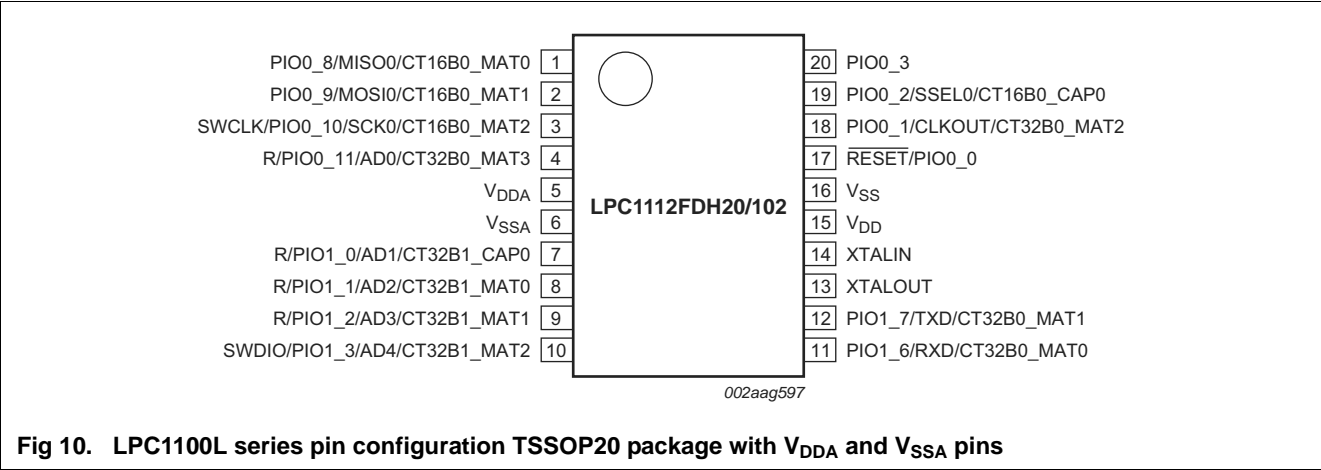 PIO0_8/MISO0/CT16B0_MAT0 1
PIO0_9/MOSI0/CT16B0_MAT1 2
SWCLK/PIO0_10/SCK0/CT16B0_MAT2 3
R/PIO0_11/AD0/CT32B0_MAT3 4
VDDA 5
VSSA 6
R/PIO1_0/AD1/CT32B1_CAP0 7
R/PIO1_1/AD2/CT32B1_MAT0 8
R/PIO1_2/AD3/CT32B1_MAT1 9
SWDIO/PIO1_3/AD4/CT32B1_MAT2 10
LPC1112FDH20/102
20 PIO0_3
19 PIO0_2/SSEL0/CT16B0_CAP0
18 PIO0_1/CLKOUT/CT32B0_MAT2
17 RESET/PIO0_0
16 VSS
15 VDD
14 XTALIN
13 XTALOUT
12 PIO1_7/TXD/CT32B0_MAT1
11 PIO1_6/RXD/CT32B0_MAT0
002aag597
Fig 10. LPC1100L series pin configuration TSSOP20 package with VDDA and VSSA pins